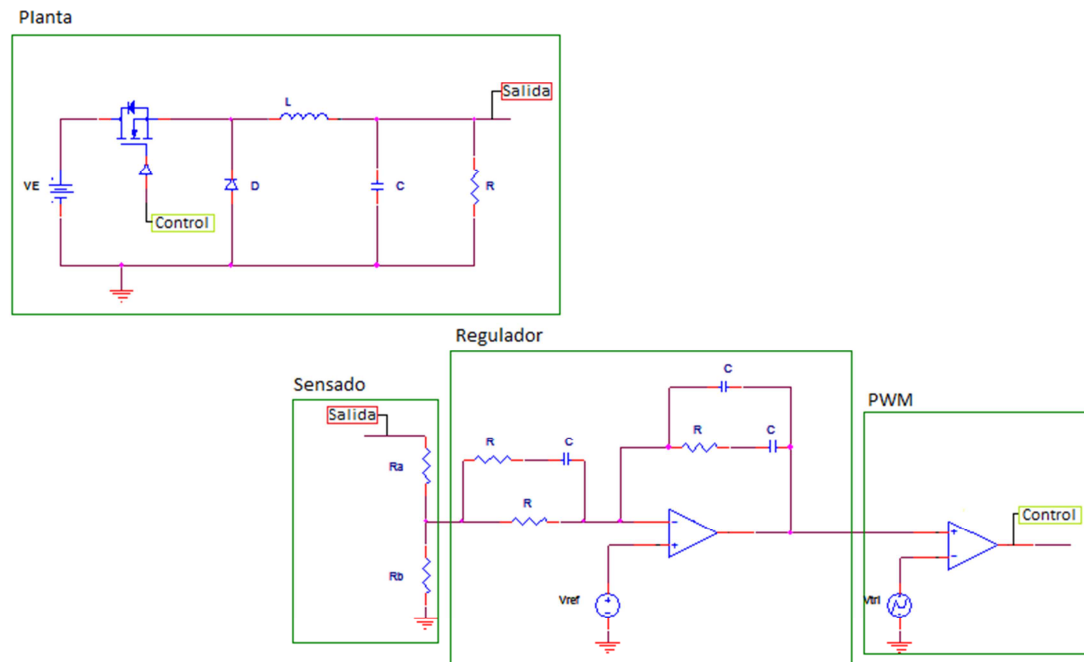 Planta
L
Salida
VE
D
C
R
Control
Regulador
Sensado
PWM
Salida
C
R
C
R
C
Ra
R
Control
Rb
Vref
Vtri